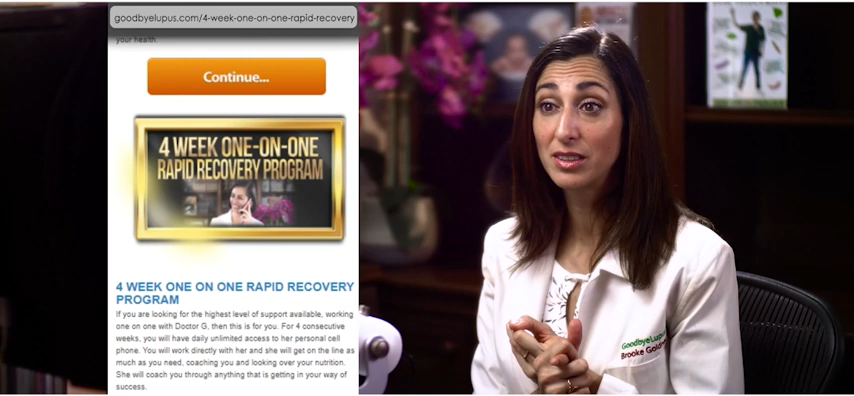 goodbyelupus.com/4-week-one-on-one-rapid-recovery
your health.
Continue...
4 WEEK ONE-ON-ONE
RAPID RECOVERY PROGRAM
4 WEEK ONE ON ONE RAPID RECOVERY
PROGRAM
If you are looking for the highest level of support available, working
one on one with Doctor G, then this is for you. For 4 consecutive
weeks, you will have daily unlimited access to her personal cell
phone. You will work directly with her and she will get on the line as
much as you need, coaching you and looking over your nutrition.
She will coach you through anything that is getting in your way of
success.
GoodbyeLupus
Brooke